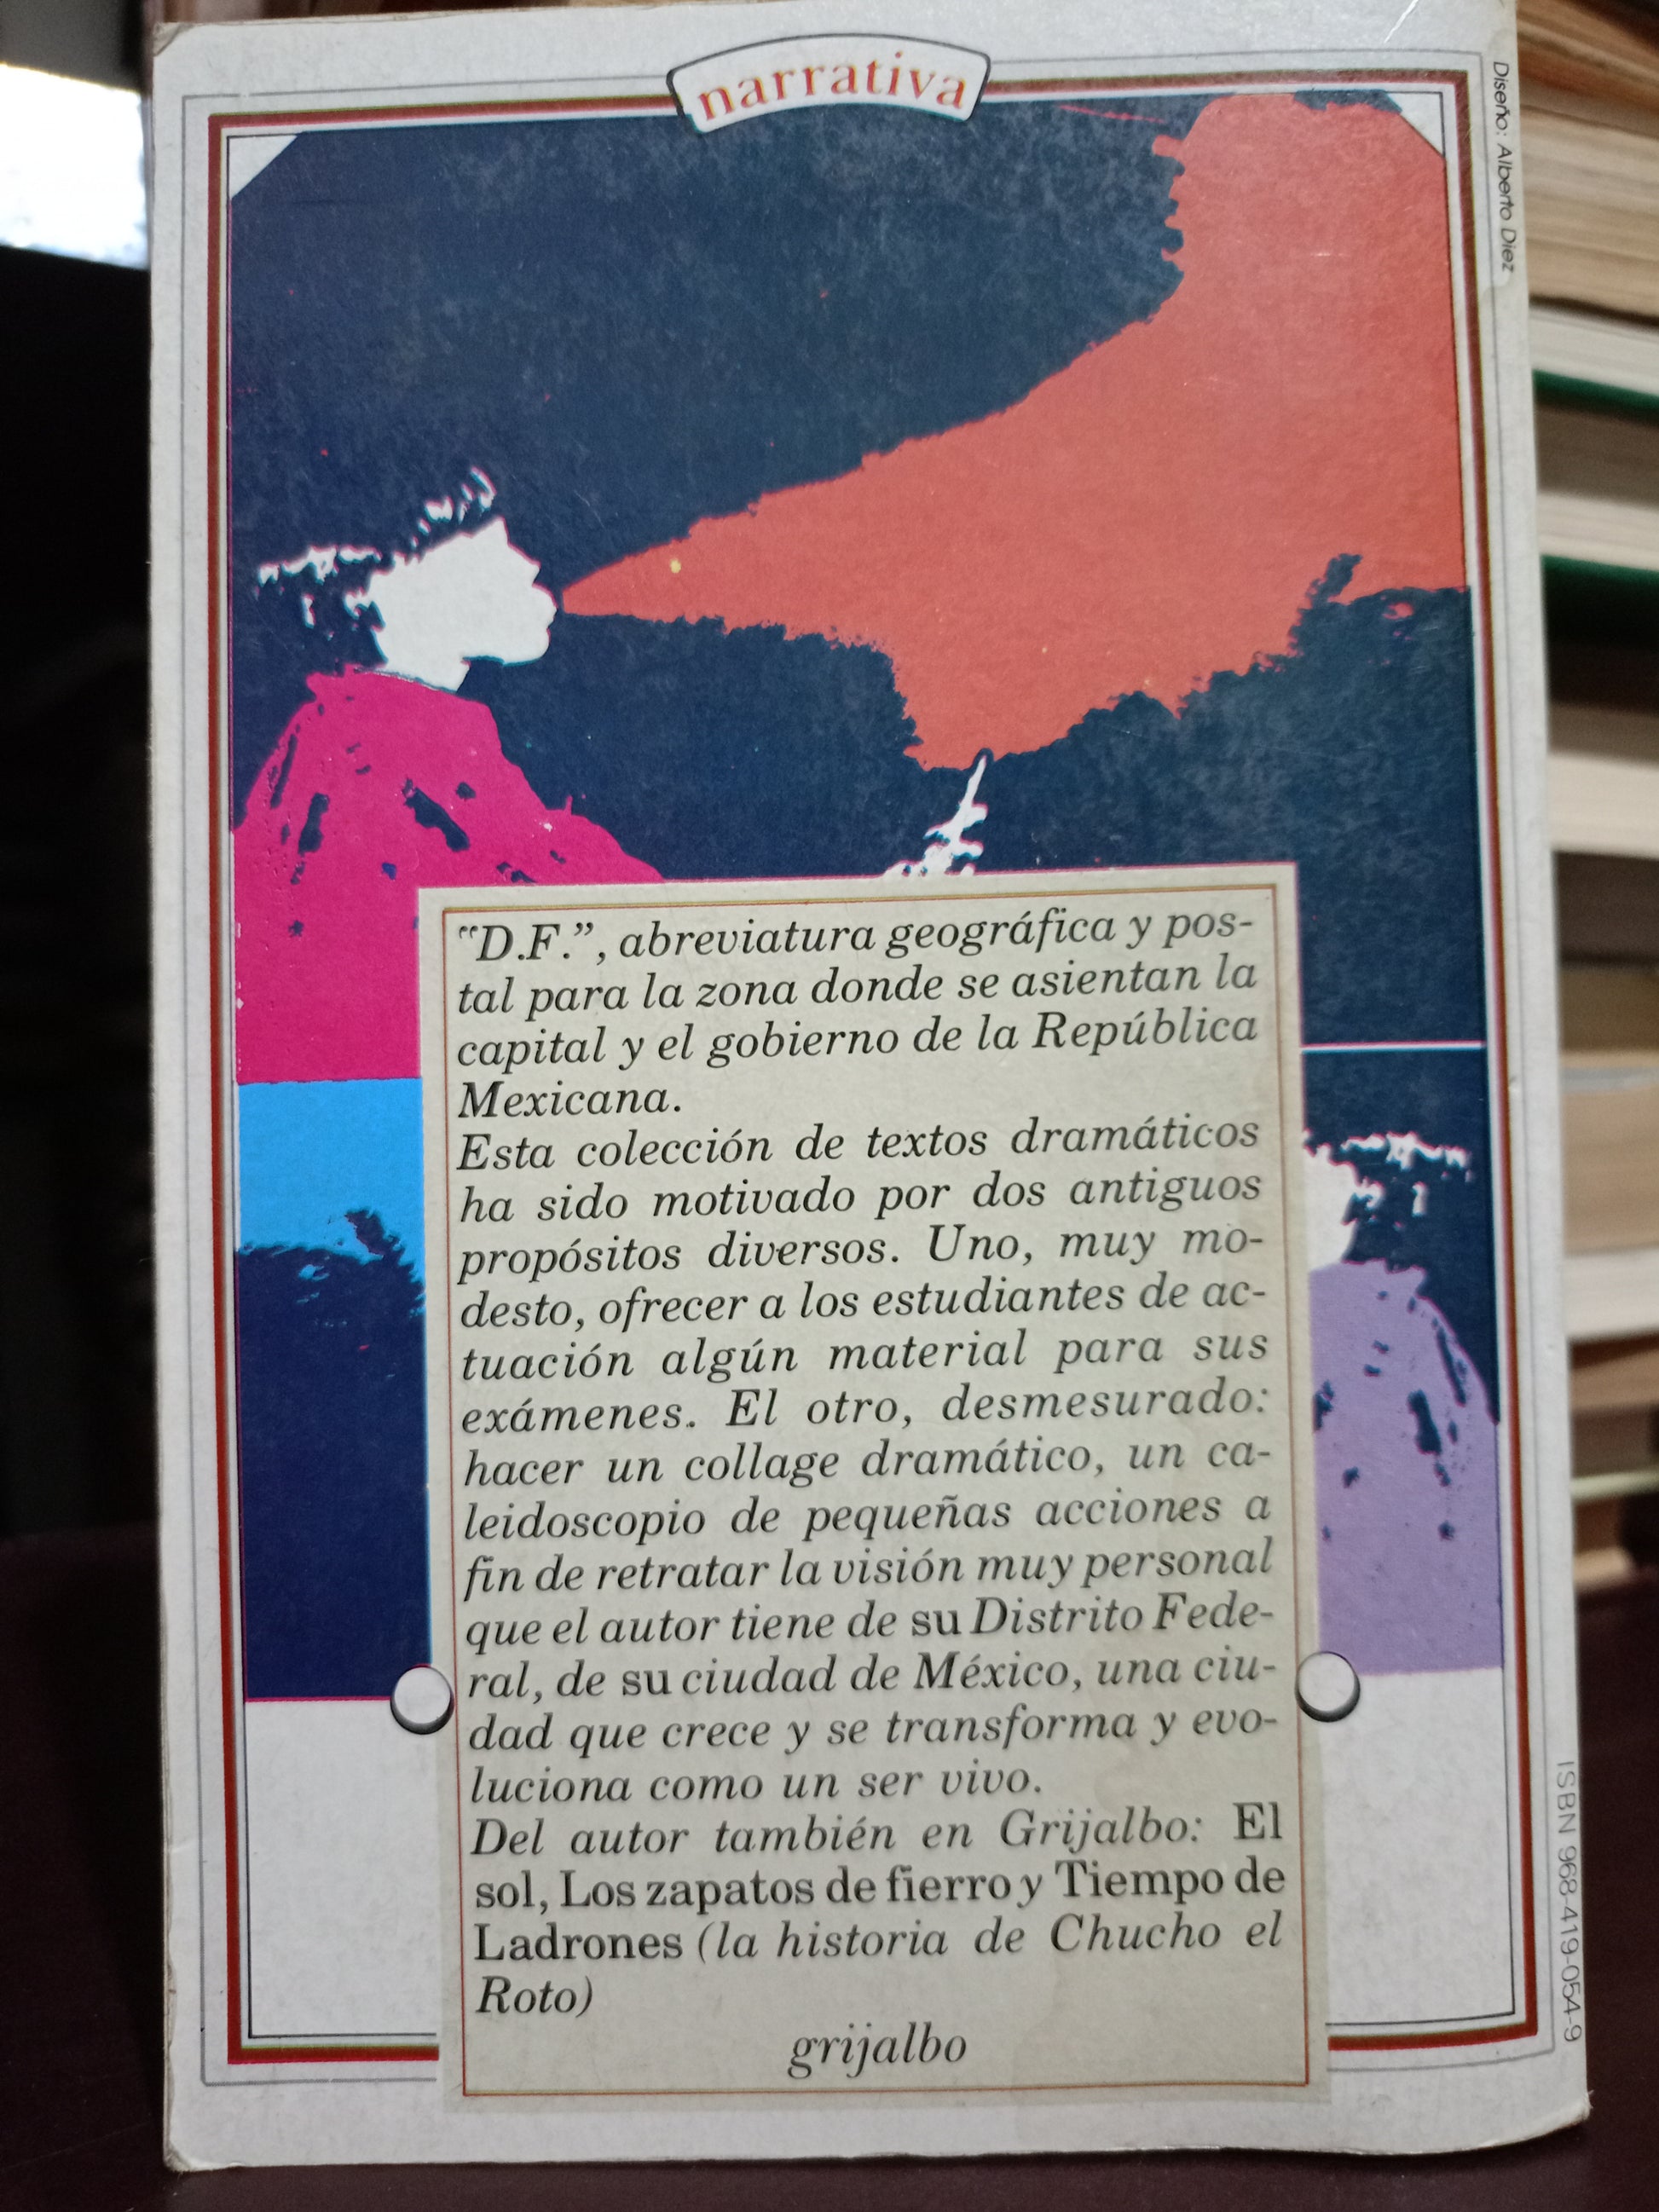 narrativa
Diseño: Alberto Diez
"D.F.", abreviatura geográfica y pos-
tal para la zona donde se asientan la
capital y el gobierno de la República
Mexicana.
Esta colección de textos dramáticos
ha sido motivado por dos antiguos
propósitos diversos. Uno, muy mo-
desto, ofrecer a los estudiantes de ac-
tuación algún material para sus
exámenes. El otro, desmesurado:
hacer un collage dramático, un ca-
leidoscopio de pequeñas acciones a
fin de retratar la visión muy personal
que el autor tiene de su Distrito Fede-
ral, de su ciudad de México, una ciu-
dad que crece y se transforma y evo-
luciona como un ser vivo.
Del autor también en Grijalbo: El
sol, Los zapatos de fierro y Tiempo de
Ladrones (la historia de Chucho el
Roto)
grijalbo
ISBN 968-419-054-9